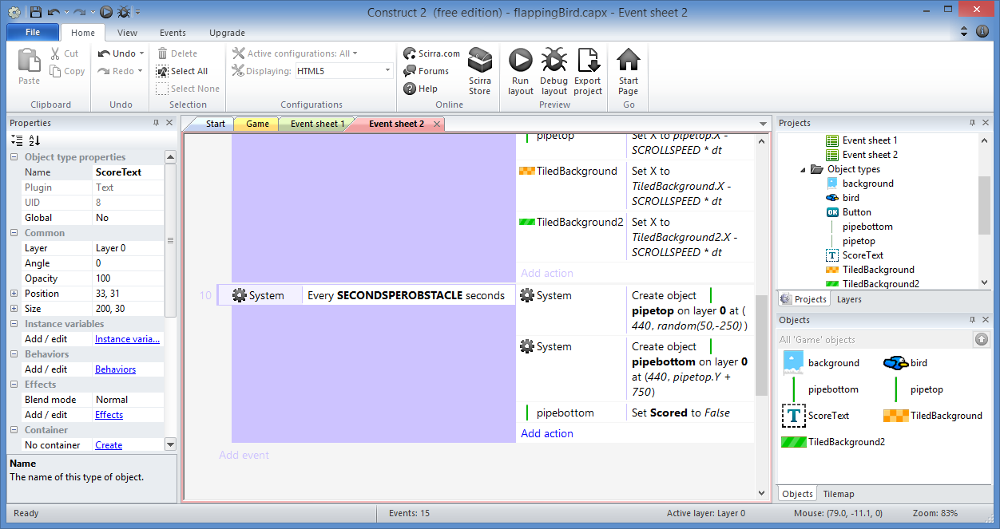 Construct 2  (free edition) - flappingBird.capx - Event sheet 2
File
Home
View
Events
Upgrade
Paste
Cut
Copy
Clipboard
Undo
Redo
Undo
Delete
Select All
Select None
Selection
Active configurations: All
Displaying: HTML5
Configurations
Scirra.com
Forums
Help
Scirra
Store
Online
Run
layout
Debug
layout
Export
project
Preview
Start
Page
Go
Properties
A
Z
Object type properties
Name ScoreText
Plugin Text
UID 8
Global No
Common
Layer Layer 0
Angle 0
Opacity 100
Position 33, 31
Size 200, 30
Instance variables
Add / edit Instance varia...
Behaviors
Add / edit Behaviors
Effects
Blend mode Normal
Add / edit Effects
Container
No container Create
Name
The name of this type of object.
Start
Game
Event sheet 1
Event sheet 2
pipetop
Set X to pipetop.X -
SCROLLSPEED * dt
TiledBackground
Set X to
TiledBackground.X -
SCROLLSPEED * dt
TiledBackground2
Set X to
TiledBackground2.X -
SCROLLSPEED * dt
Add action
10
System
Every SECONDSPEROBSTACLE seconds
System
Create object
pipetop on layer 0 at (
440, random(50,-250) )
System
Create object
pipebottom on layer 0
at (440, pipetop.Y +
750)
pipebottom
Set Scored to False
Add action
Add event
Projects
Event sheet 1
Event sheet 2
Object types
background
bird
OK Button
pipebottom
pipetop
T ScoreText
TiledBackground
TiledBackground2
Projects
Layers
Objects
All 'Game' objects
background
bird
pipebottom
pipetop
T ScoreText
TiledBackground
TiledBackground2
Objects
Tilemap
Ready
Events: 15
Active layer: Layer 0
Mouse: (79.0, -11.1, 0)
Zoom: 83%